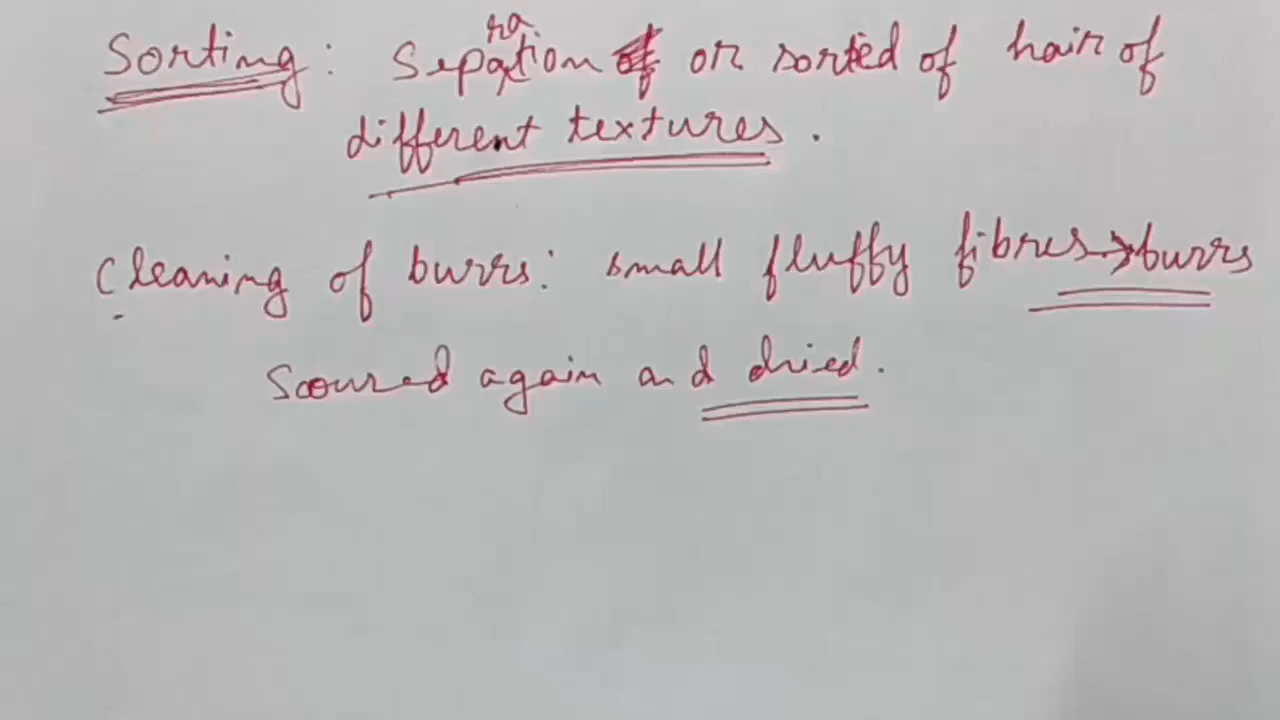 Sorting: Separation or sorted of hair of
different textures.
Cleaning of burrs: small fluffy fibres → burrs
Scoured again and dried.